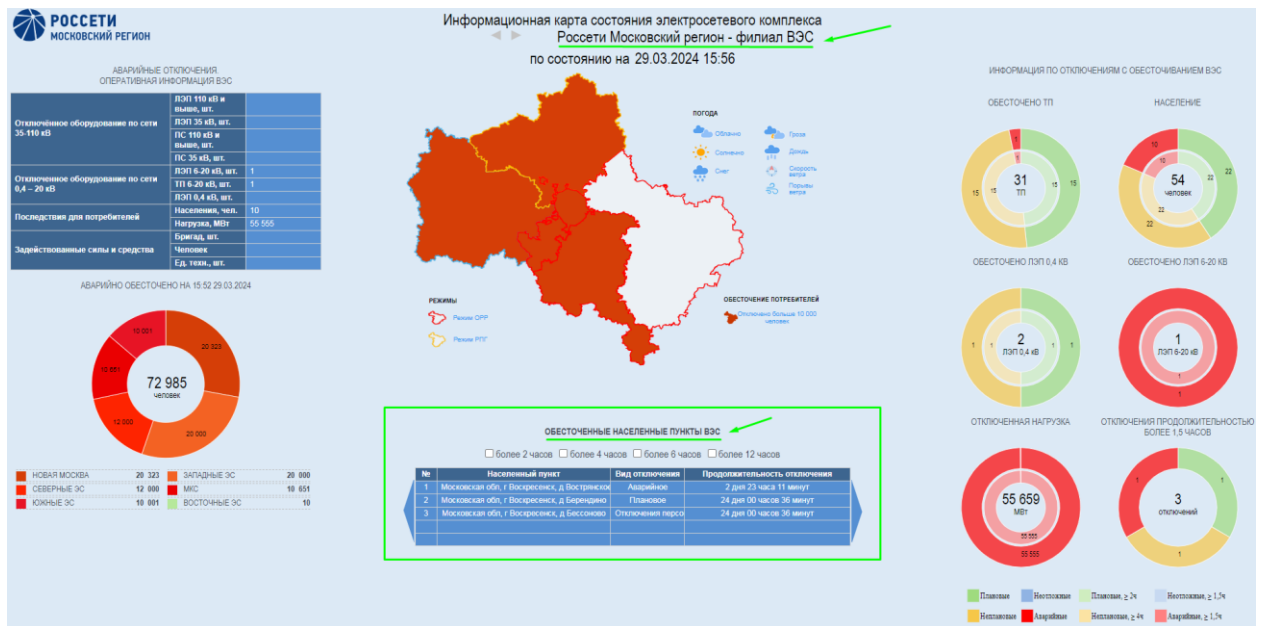 РОССЕТИ
МОСКОВСКИЙ РЕГИОН
Информационная карта состояния электросетевого комплекса
Россети Московский регион - филиал ВЭС
по состоянию на 29.03.2024 15:56
АВАРИЙНЫЕ ОТКЛЮЧЕНИЯ
ОПЕРАТИВНАЯ ИНФОРМАЦИЯ ВЭС
Отключённое оборудование по сети
35-110 кВ
ЛЭП 110 кВ и
выше, шт.
ЛЭП 35 кВ, шт.
ПС 110 кВ и
выше, шт.
ПС 35 кВ, шт.
Отключенное оборудование по сети
0,4 – 20 кВ
ЛЭП 6-20 кВ, шт. 1
ТП 6-20 кВ, шт. 1
ЛЭП 0,4 кВ, шт.
Последствия для потребителей
Населения, чел. 10
Нагрузка, МВт 55 555
Задействованные силы и средства
Бригад, шт.
Человек
Ед. техн., шт.
АВАРИЙНО ОБЕСТОЧЕНО НА 15:52 29.03.2024
10 001
20 323
10 651
72 985
человек
12 000
20 000
НОВАЯ МОСКВА 20 323
ЗАПАДНЫЕ ЭС 20 000
СЕВЕРНЫЕ ЭС 12 000
МКС 10 651
ЮЖНЫЕ ЭС 10 001
ВОСТОЧНЫЕ ЭС 10
ПОГОДА
Облачно
Гроза
Солнечно
Дождь
Снег
Скорость
ветра
Порывы
ветра
РЕЖИМЫ
Режим ОРР
Режим РПГ
ОБЕСТОЧЕНИЕ ПОТРЕБИТЕЛЕЙ
Отключено больше 10 000
человек
ОБЕСТОЧЕННЫЕ НАСЕЛЕННЫЕ ПУНКТЫ ВЭС
более 2 часов более 4 часов более 6 часов более 12 часов
№ Населенный пункт Вид отключения Продолжительность отключения
1 Московская обл, г Воскресенск, д Вострянское Аварийное 2 дня 23 часа 11 минут
2 Московская обл, г Воскресенск, д Берендино Плановое 24 дня 00 часов 36 минут
3 Московская обл, г Воскресенск, д Бессоново Отключения персо 24 дня 00 часов 36 минут
ИНФОРМАЦИЯ ПО ОТКЛЮЧЕНИЯМ С ОБЕСТОЧИВАНИЕМ ВЭС
ОБЕСТОЧЕНО ТП
1
1
31
ТП
15 15 15 15
НАСЕЛЕНИЕ
10
10
54
человек
22 22
22
22
ОБЕСТОЧЕНО ЛЭП 0,4 КВ
2
ЛЭП 0,4 кВ
1 1 1 1
ОБЕСТОЧЕНО ЛЭП 6-20 КВ
1
ЛЭП 6-20 кВ
1
1
ОТКЛЮЧЕННАЯ НАГРУЗКА
55 659
МВт
55 555
55 555
ОТКЛЮЧЕНИЯ ПРОДОЛЖИТЕЛЬНОСТЬЮ
БОЛЕЕ 1,5 ЧАСОВ
1 1
3
отключений
1
Плановые Неотложные Плановые, ≥ 2ч Неотложные, ≥ 1,5ч
Неплановые Аварийные Неплановые, ≥ 4ч Аварийные, ≥ 1,5ч